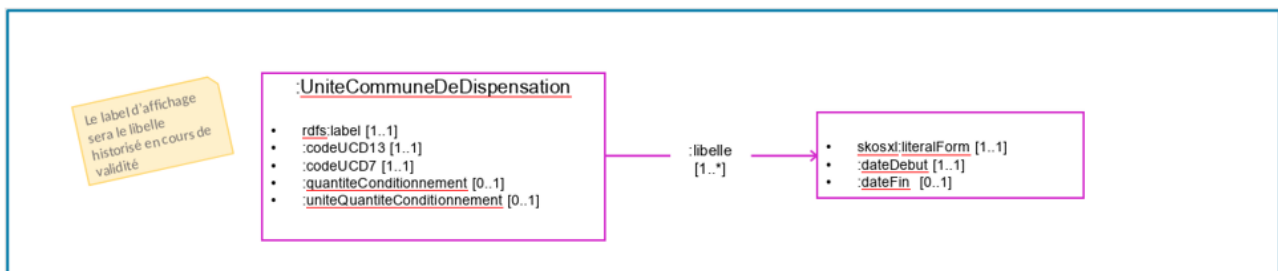 Le label d'affichage
sera le libelle
historisé en cours de
validité
:UniteCommuneDeDispensation
• rdfs:label [1..1]
• :codeUCD13 [1..1]
• :codeUCD7 [1..1]
• :quantiteConditionnement [0..1]
• :uniteQuantiteConditionnement [0..1]
:libelle
[1..*]
• skosxl:literalForm [1..1]
• :dateDebut [1..1]
• :dateFin [0..1]